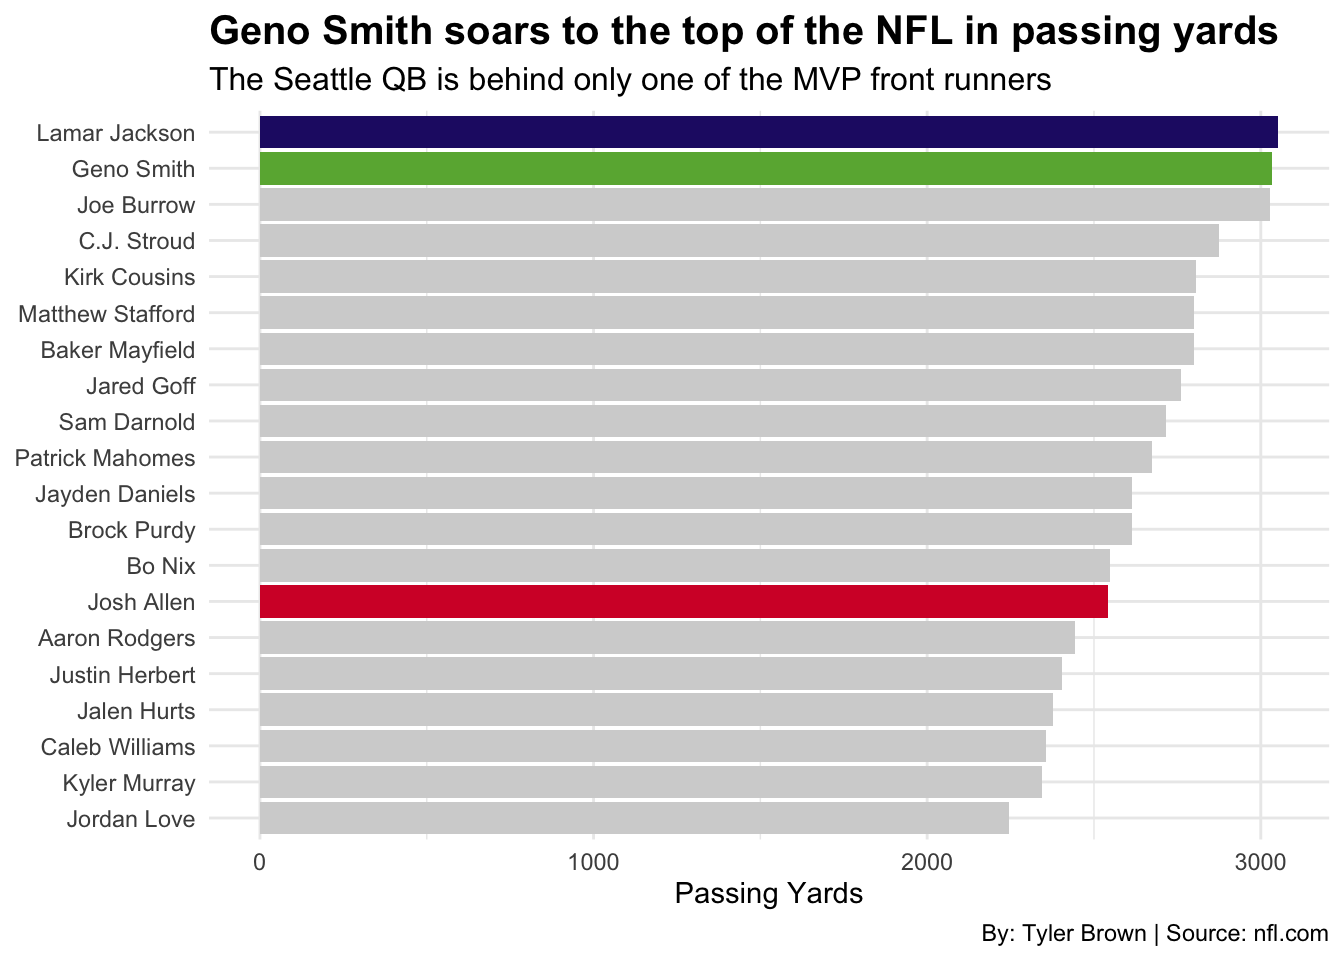 Geno Smith soars to the top of the NFL in passing yards
The Seattle QB is behind only one of the MVP front runners
Lamar Jackson
Geno Smith
Joe Burrow
C.J. Stroud
Kirk Cousins
Matthew Stafford
Baker Mayfield
Jared Goff
Sam Darnold
Patrick Mahomes
Jayden Daniels
Brock Purdy
Bo Nix
Josh Allen
Aaron Rodgers
Justin Herbert
Jalen Hurts
Caleb Williams
Kyler Murray
Jordan Love
0 1000 2000 3000
Passing Yards
By: Tyler Brown | Source: nfl.com